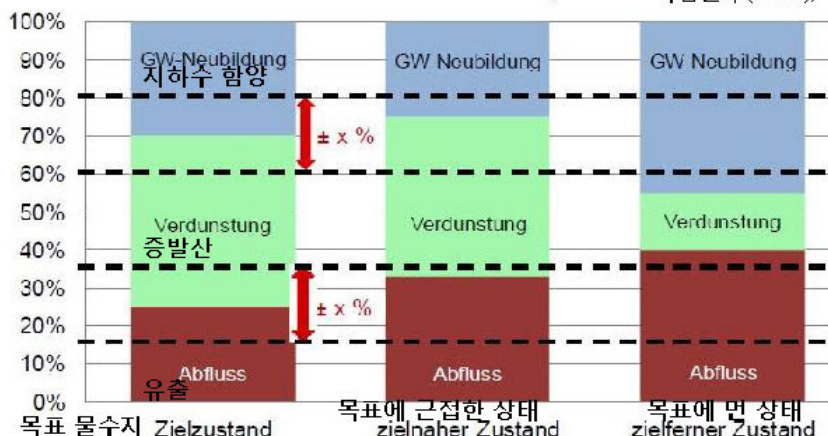 100%
90%
80%
70%
60%
50%
40%
30%
20%
10%
0%
GW-Neubildung
지하수 함양
± x %
Verdunstung
증발산
± x %
Abfluss
유출
GW Neubildung
Verdunstung
Abfluss
GW Neubildung
Verdunstung
Abfluss
목표 물수지 Zielzustand
목표에 근접한 상태
zielnaher Zustand
목표에 먼 상태
zielferner Zustand